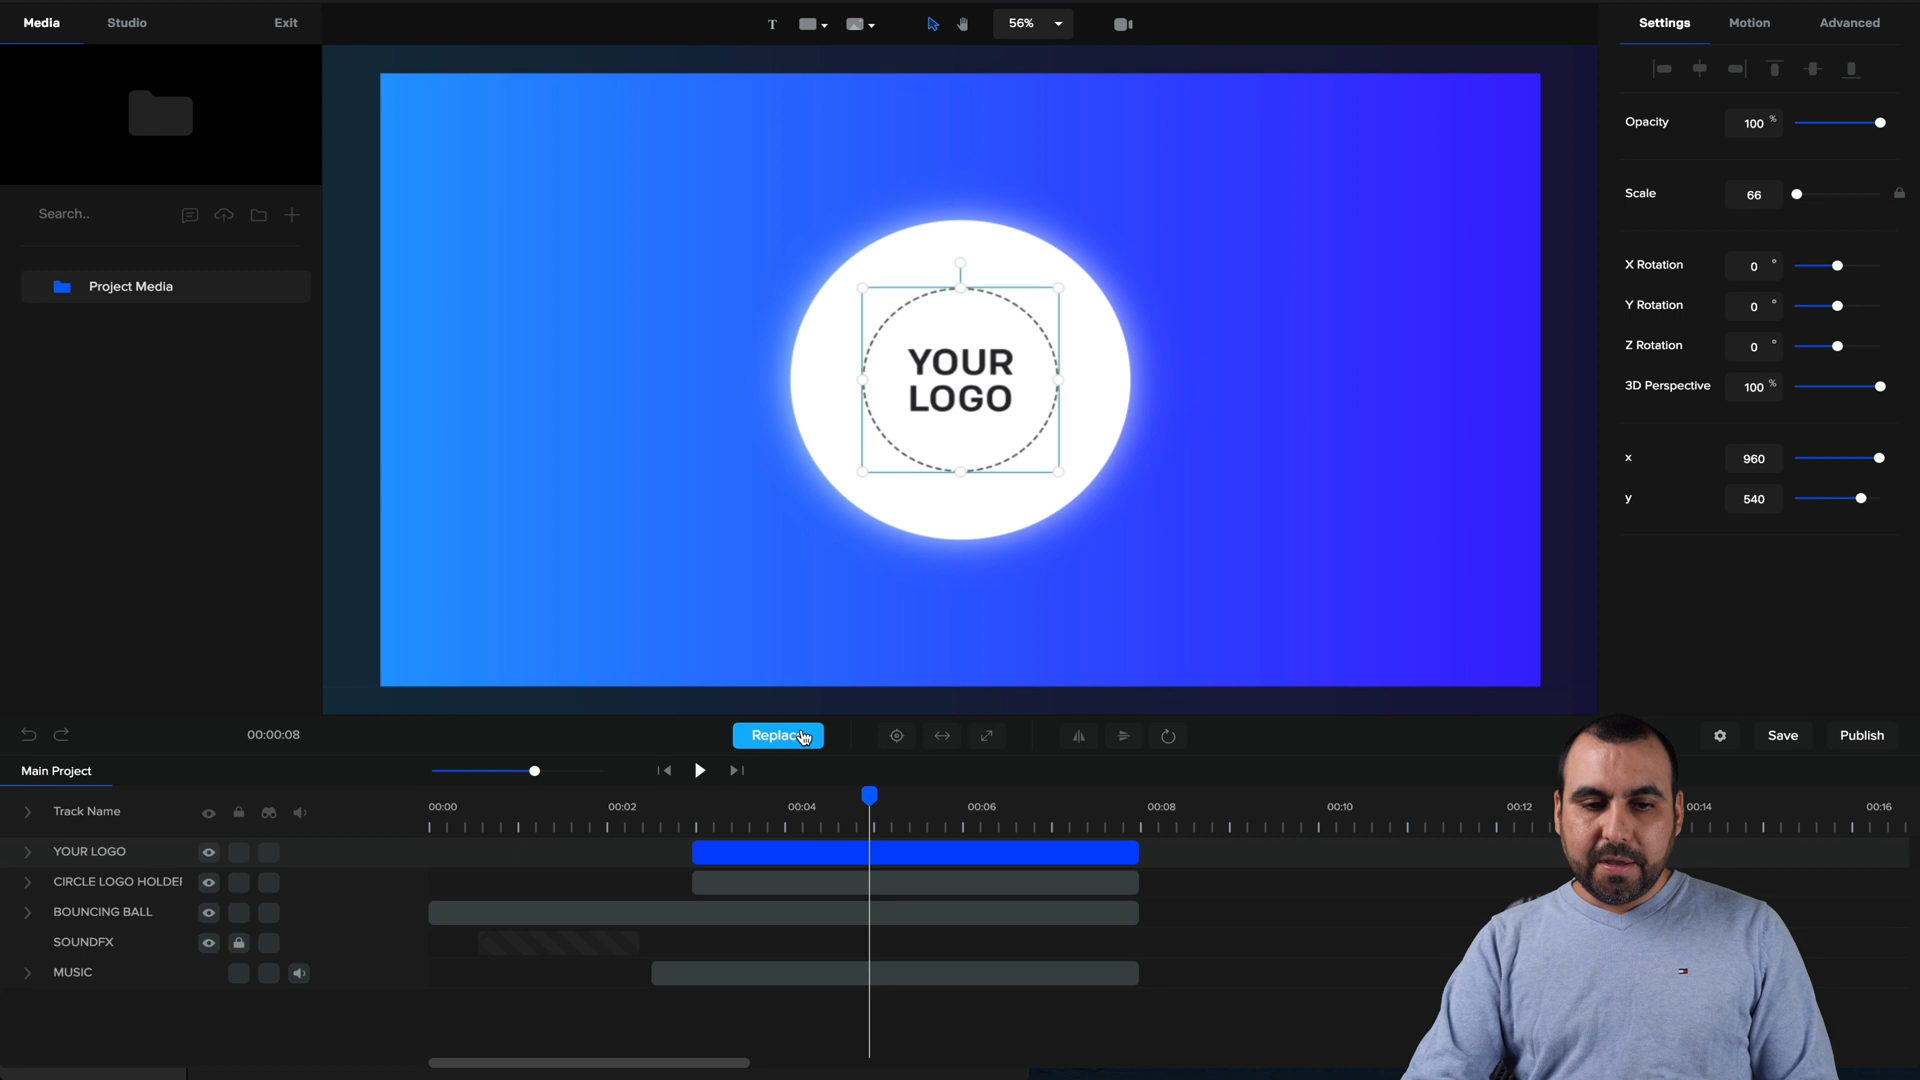 Media
Studio
Exit
T
56%
Settings
Motion
Advanced
Opacity
100 %
Search..
Scale
66
Project Media
X Rotation
0 °
Y Rotation
0 °
Z Rotation
0 °
3D Perspective
100 %
YOUR
LOGO
x
960
y
540
00:00:08
Save
Publish
Main Project
Track Name
00:00
00:02
00:04
00:06
00:08
00:10
00:12
00:14
00:16
YOUR LOGO
CIRCLE LOGO HOLDER
BOUNCING BALL
SOUNDFX
MUSIC